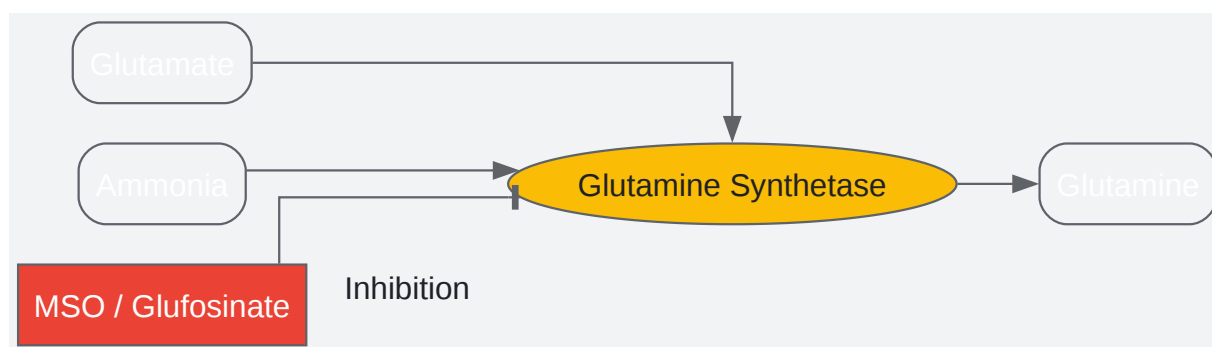 Glutamate
Ammonia
Glutamine Synthetase
Glutamine
MSO / Glufosinate
Inhibition